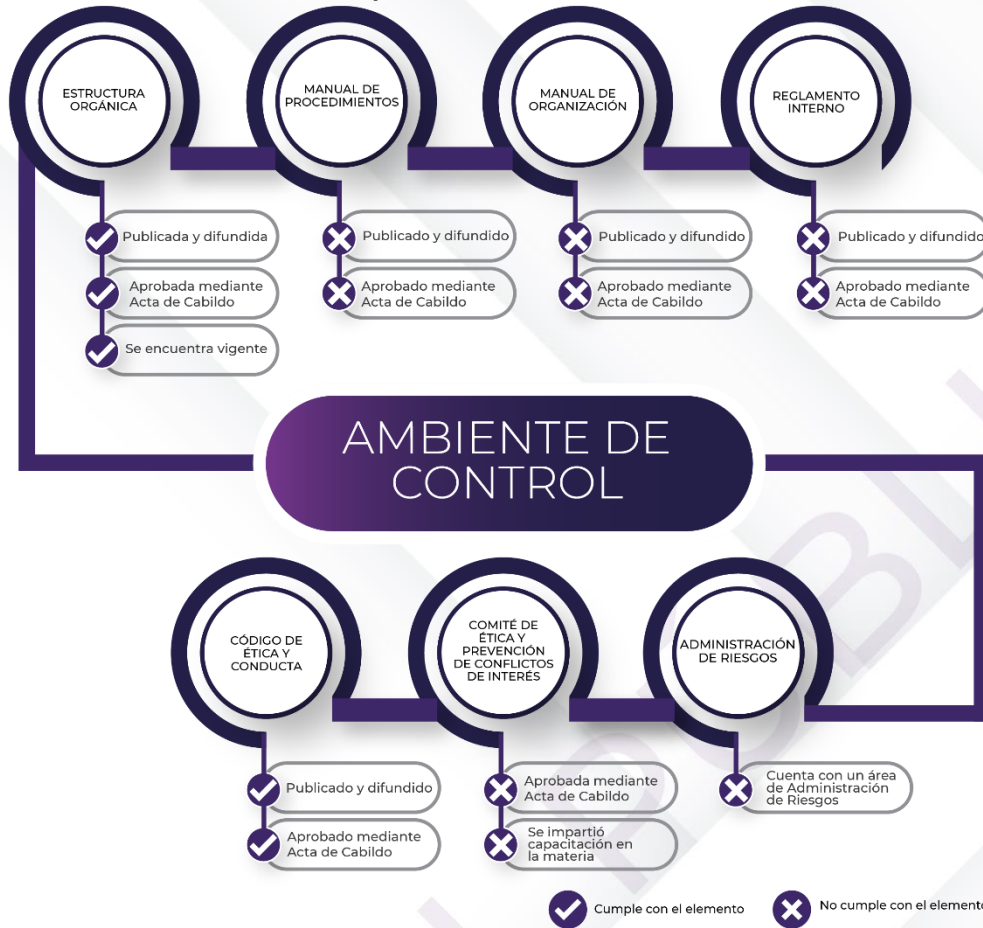 ESTRUCTURA
ORGÁNICA
MANUAL DE
PROCEDIMIENTOS
MANUAL DE
ORGANIZACIÓN
REGLAMENTO
INTERNO
Publicada y difundida
Aprobada mediante
Acta de Cabildo
Se encuentra vigente
Publicado y difundido
Aprobado mediante
Acta de Cabildo
Publicado y difundido
Aprobado mediante
Acta de Cabildo
Publicado y difundido
Aprobado mediante
Acta de Cabildo
AMBIENTE DE
CONTROL
CÓDIGO DE
ÉTICA Y
CONDUCTA
COMITÉ DE
ÉTICA Y
PREVENCIÓN
DE CONFLICTOS
DE INTERÉS
ADMINISTRACIÓN
DE RIESGOS
Publicado y difundido
Aprobado mediante
Acta de Cabildo
Aprobada mediante
Acta de Cabildo
Se impartió
capacitación en
la materia
Cuenta con un área
de Administración
de Riesgos
Cumple con el elemento
No cumple con el elemento